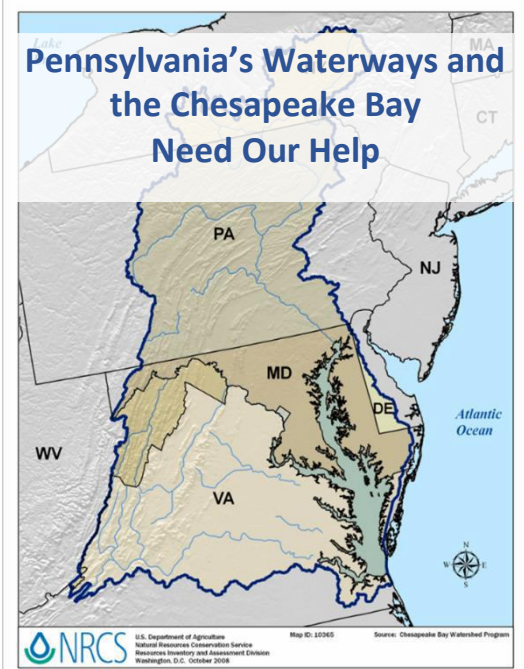 Lake
MA
Pennsylvania's Waterways and
the Chesapeake Bay
Need Our Help
CT
PA
NJ
MD
DE
Atlantic
Ocean
WV
VA
N
W E
S
NRCS
U.S. Department of Agriculture
Natural Resources Conservation Service
Resources Inventory and Assessment Division
Washington, D.C. October 2008
Map ID: 10365
Source: Chesapeake Bay Watershed Program